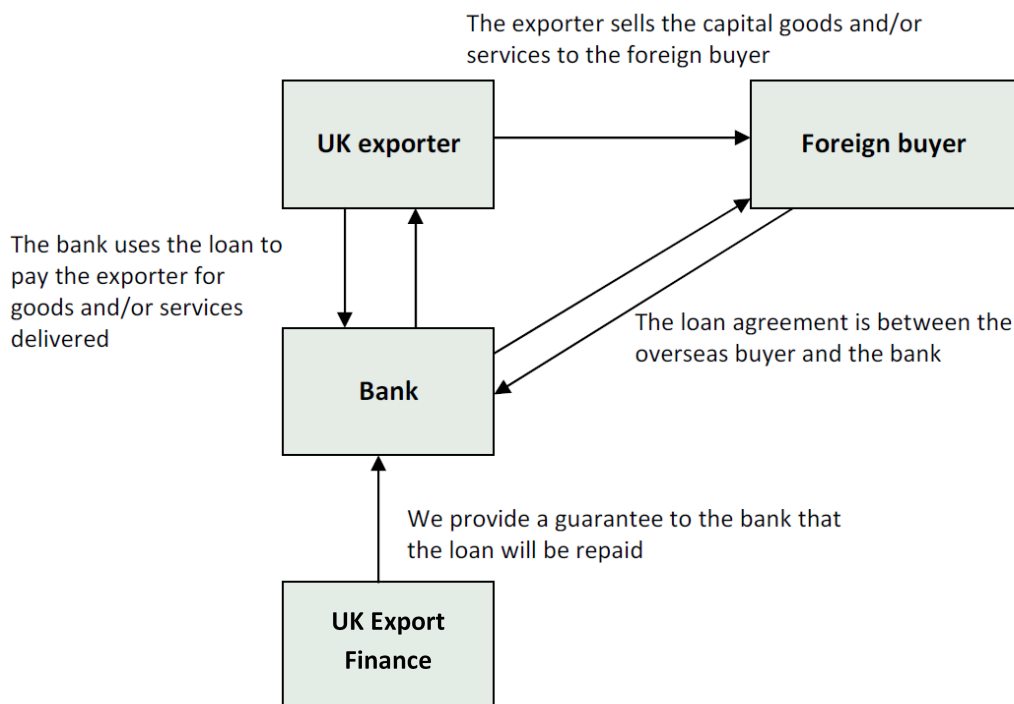 The exporter sells the capital goods and/or
services to the foreign buyer
UK exporter
Foreign buyer
The bank uses the loan to
pay the exporter for
goods and/or services
delivered
The loan agreement is between the
overseas buyer and the bank
Bank
We provide a guarantee to the bank that
the loan will be repaid
UK Export
Finance